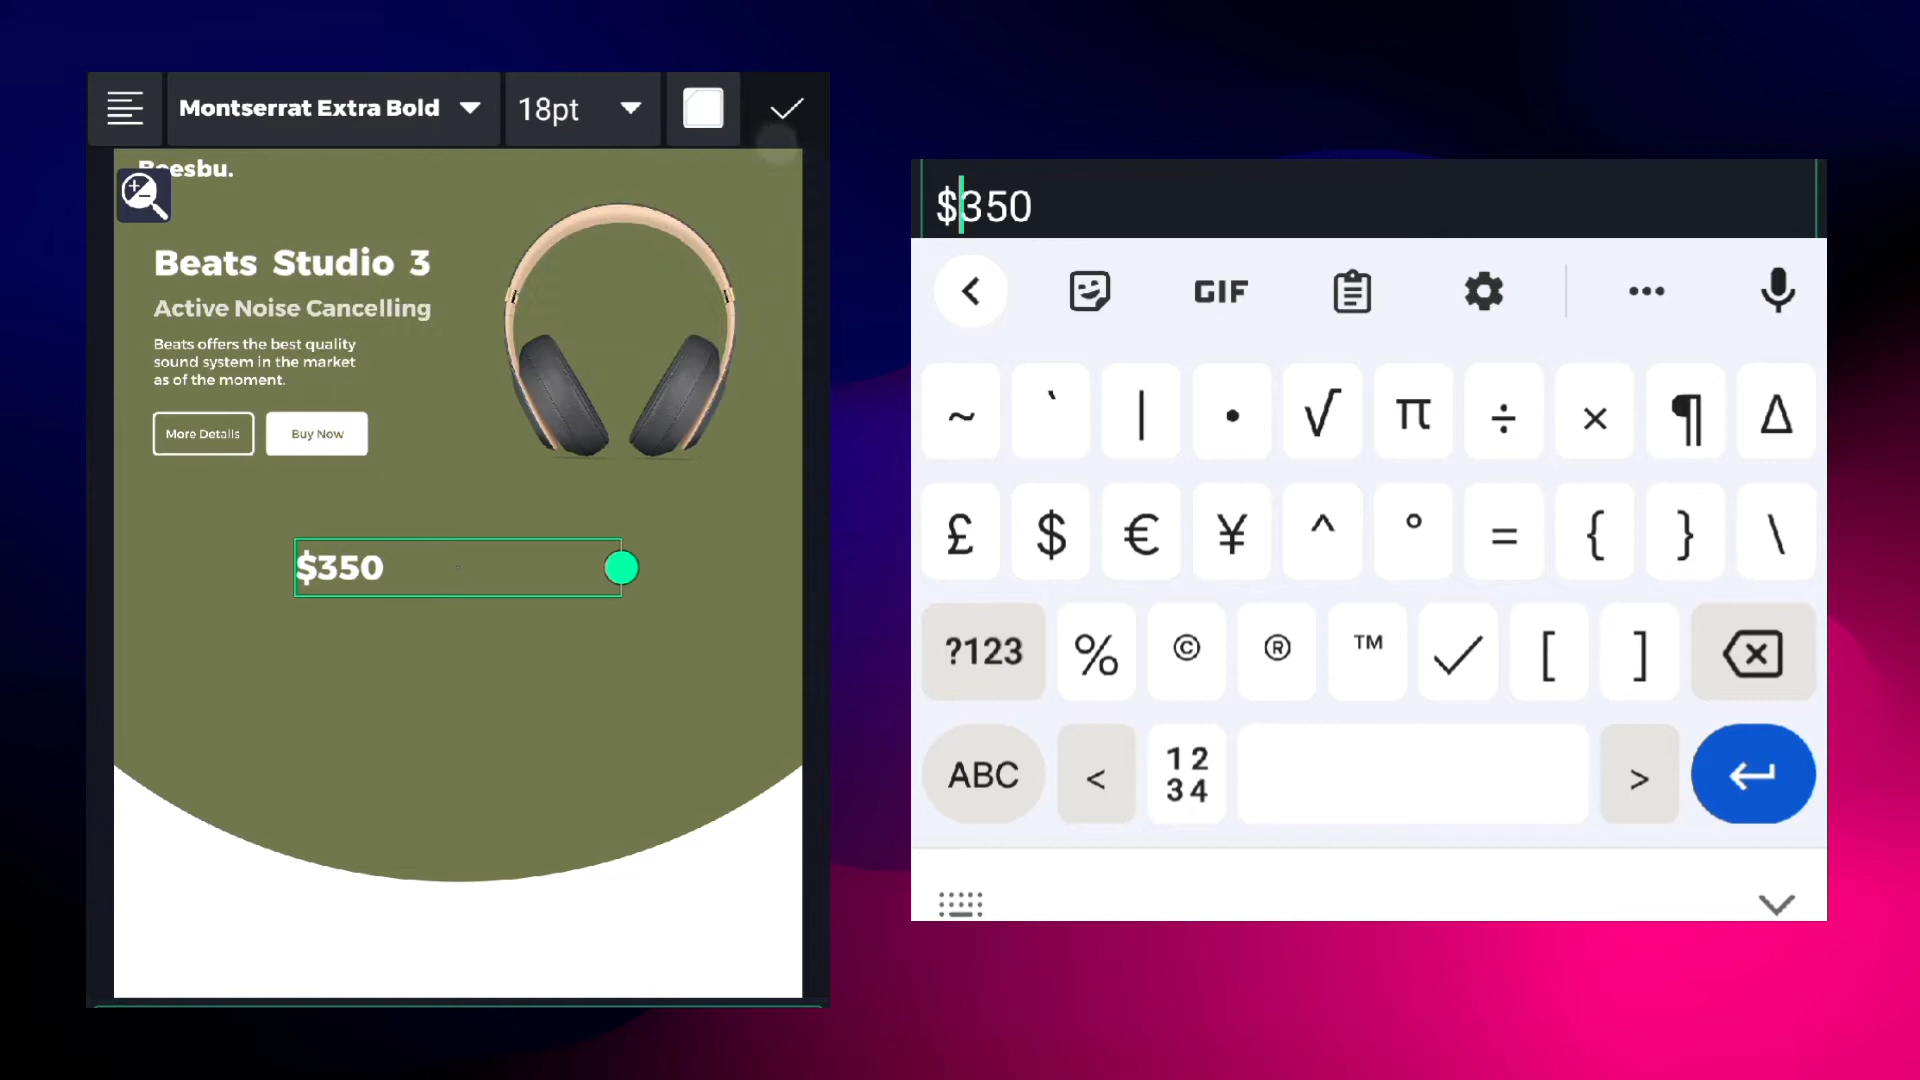 Montserrat Extra Bold
18pt
Beesbu.
Beats Studio 3
Active Noise Cancelling
Beats offers the best quality
sound system in the market
as of the moment.
More Details
Buy Now
$350
$350
GIF
~ ` | • √ π ÷ × ¶ Δ
£ $ € ¥ ^ ° = { } \
?123 % © ® ™ ✓ [ ]
ABC < 1 2
3 4 >